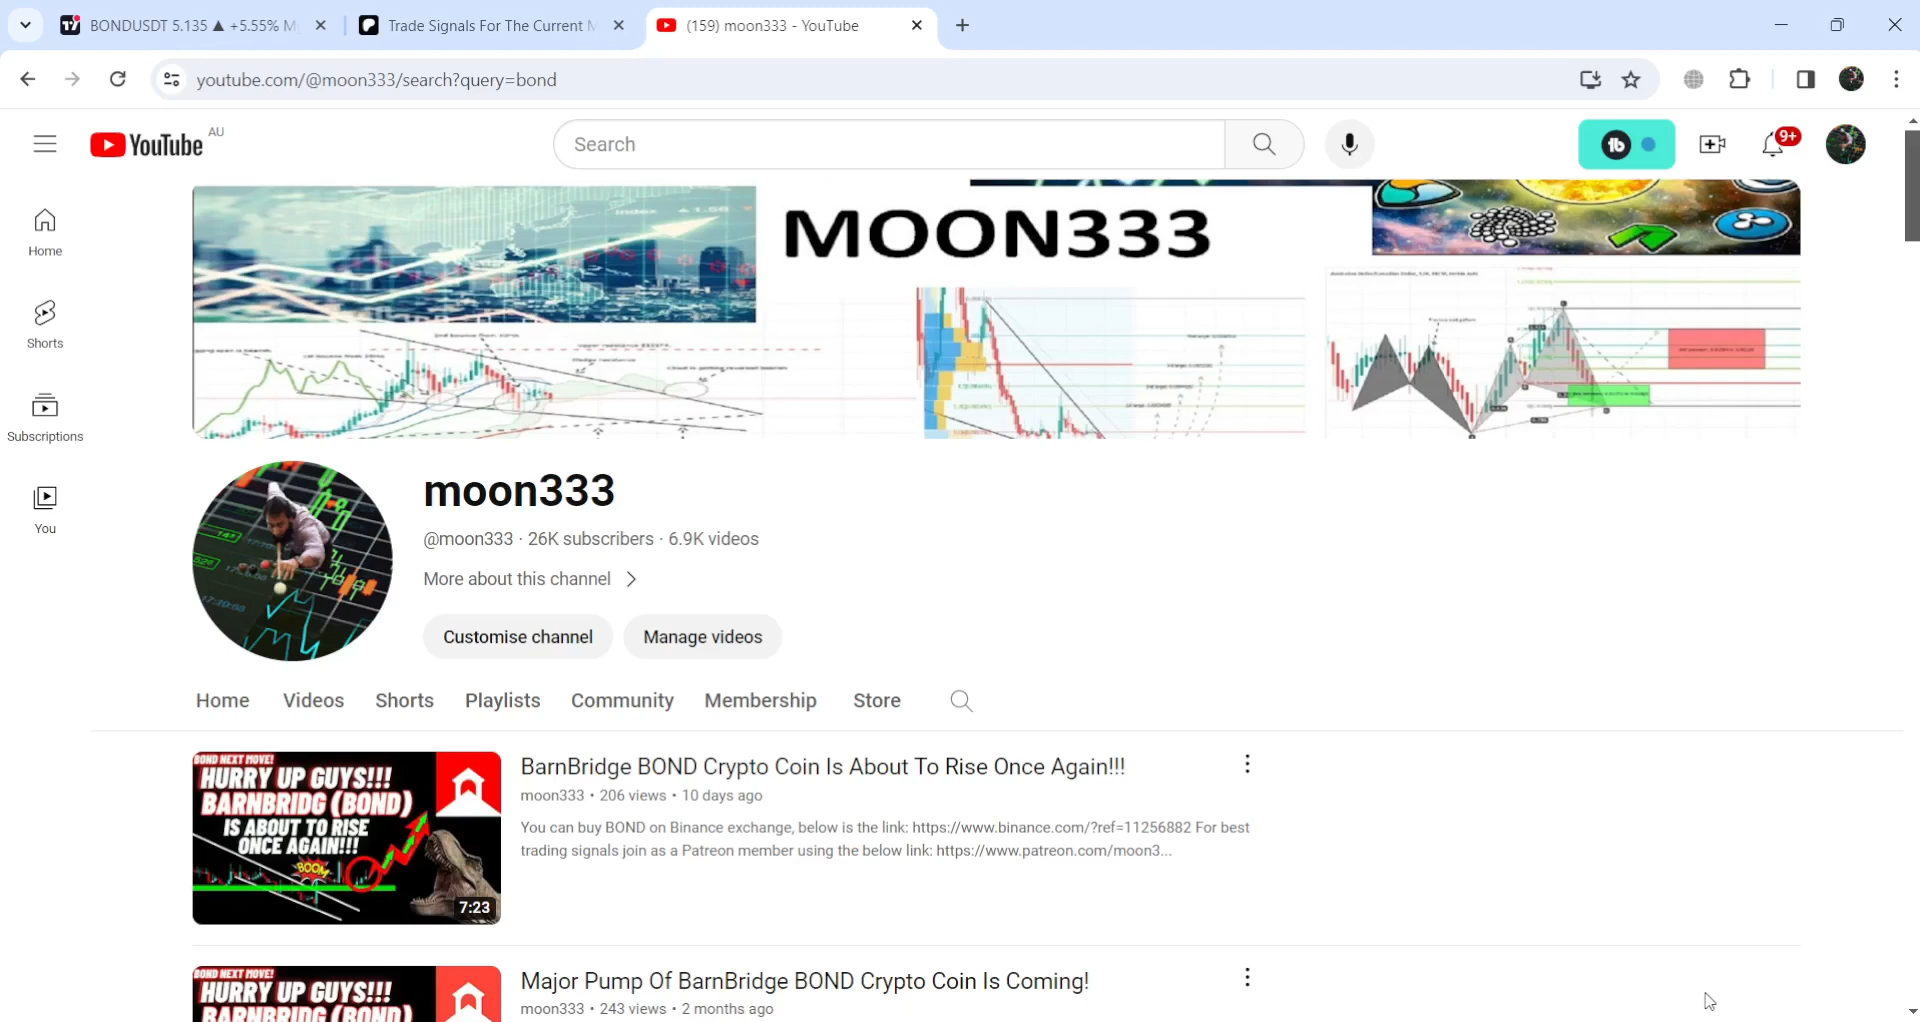 BONDUSDT 5.135 ▲ +5.55%
Trade Signals For The Current
(159) moon333 - YouTube
youtube.com/@moon333/search?query=bond
YouTube AU
Search
9+
Home
Shorts
Subscriptions
You
MOON333
moon333
@moon333 · 26K subscribers · 6.9K videos
More about this channel
Customise channel
Manage videos
Home Videos Shorts Playlists Community Membership Store
BOND NEXT MOVE!
HURRY UP GUYS!!!
BARNBRIDG (BOND)
IS ABOUT TO RISE
ONCE AGAIN!!!
BOOM
7:23
BarnBridge BOND Crypto Coin Is About To Rise Once Again!!!
moon333 • 206 views • 10 days ago
You can buy BOND on Binance exchange, below is the link: https://www.binance.com/?ref=11256882 For best
trading signals join as a Patreon member using the below link: https://www.patreon.com/moon3...
BOND NEXT MOVE!
HURRY UP GUYS!!!
BARNBRIDG (BOND)
Major Pump Of BarnBridge BOND Crypto Coin Is Coming!
moon333 • 243 views • 2 months ago